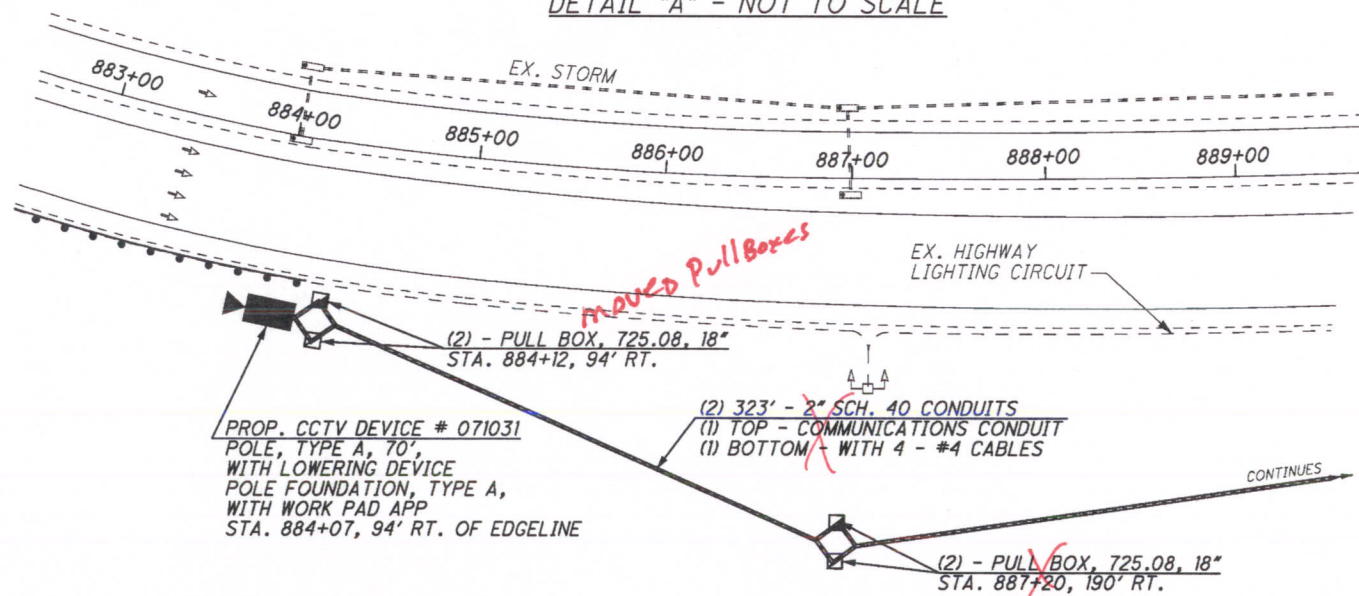 DETAIL "A" - NOT TO SCALE
883+00
884+00
885+00
886+00
887+00
888+00
889+00
EX. STORM
EX. HIGHWAY
LIGHTING CIRCUIT
moved PullBoxes
(2) - PULL BOX, 725.08, 18"
STA. 884+12, 94' RT.
PROP. CCTV DEVICE # 071031
POLE, TYPE A, 70',
WITH LOWERING DEVICE
POLE FOUNDATION, TYPE A,
WITH WORK PAD APP
STA. 884+07, 94' RT. OF EDGELINE
(2) 323' - 2" SCH. 40 CONDUITS
(1) TOP - COMMUNICATIONS CONDUIT
(1) BOTTOM - WITH 4 - #4 CABLES
CONTINUES
(2) - PULL BOX, 725.08, 18"
STA. 887+20, 190' RT.